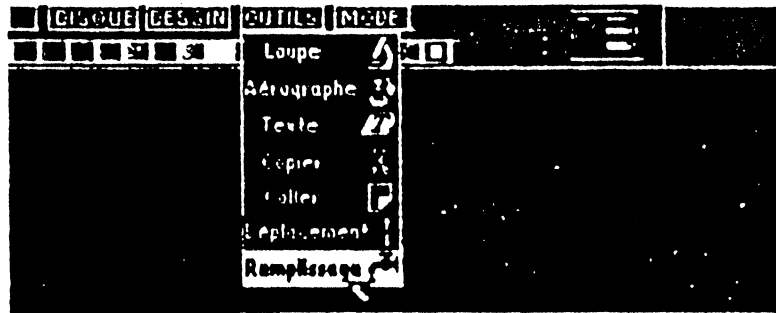 DISQUE DESSIN OUTILS MODE
Loupe
Aérographe
Texte
Copier
Coller
Déplacement
Remplissage